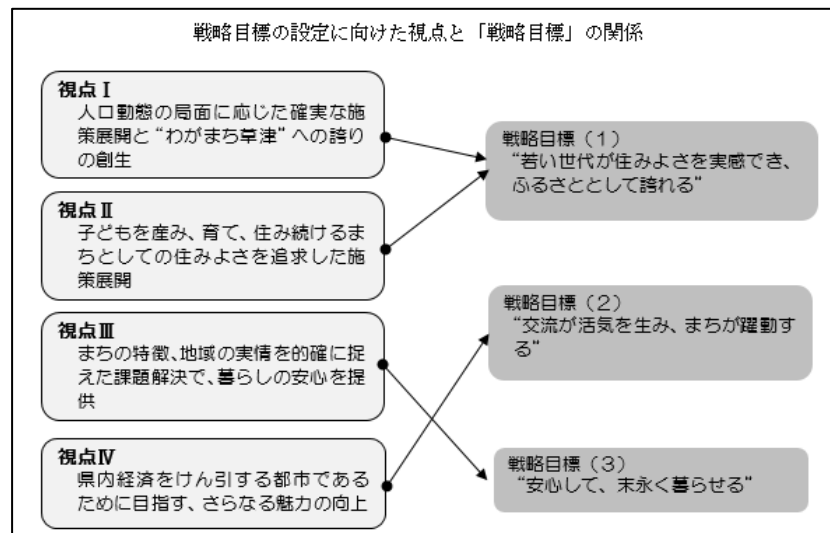 戦略目標の設定に向けた視点と「戦略目標」の関係
視点Ⅰ
人口動態の局面に応じた確実な施
策展開と“わがまち草津”への誇り
の創生
視点Ⅱ
子どもを産み、育て、住み続けるま
ちとしての住みよさを追求した施
策展開
視点Ⅲ
まちの特徴、地域の実情を的確に捉
えた課題解決で、暮らしの安心を提
供
視点Ⅳ
県内経済をけん引する都市である
ために目指す、さらなる魅力の向上
戦略目標（１）
“若い世代が住みよさを実感でき、
ふるさととして誇れる”
戦略目標（２）
“交流が活気を生み、まちが躍動す
る”
戦略目標（３）
“安心して、末永く暮らせる”